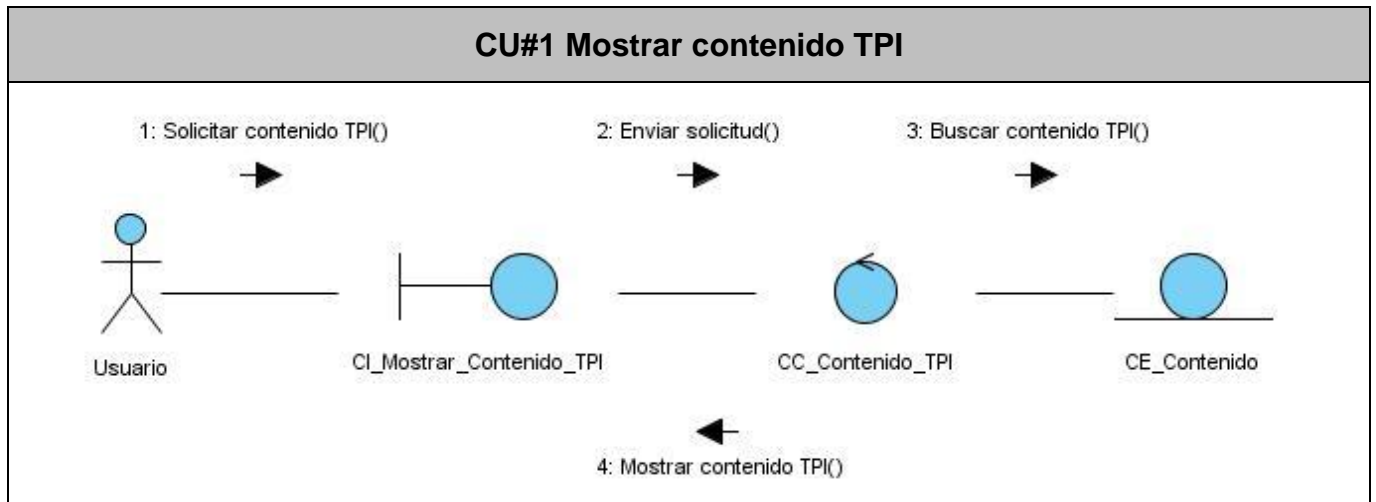 CU#1 Mostrar contenido TPI
1: Solicitar contenido TPI()
2: Enviar solicitud()
3: Buscar contenido TPI()
Usuario
CI_Mostrar_Contenido_TPI
CC_Contenido_TPI
CE_Contenido
4: Mostrar contenido TPI()